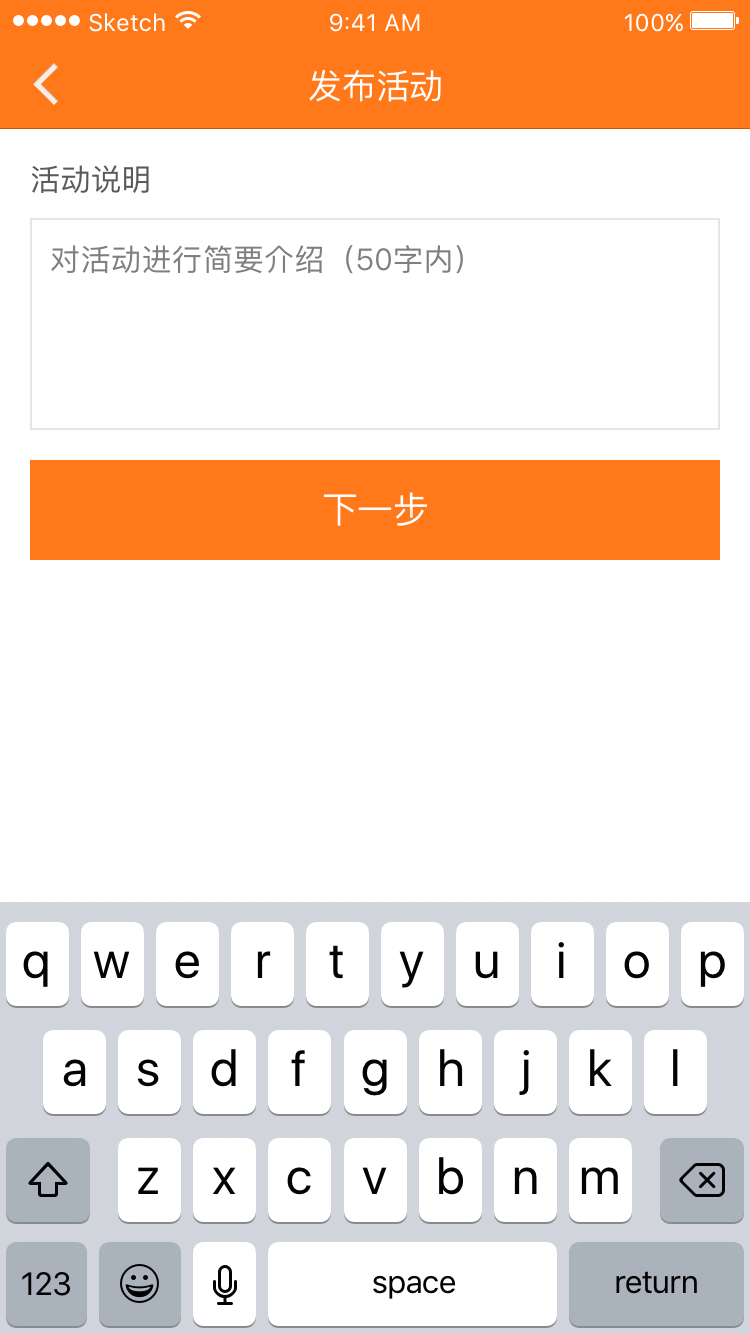 Sketch 9:41 AM 100%
发布活动
活动说明
对活动进行简要介绍（50字内）
下一步
q w e r t y u i o p
a s d f g h j k l
z x c v b n m
123 space return